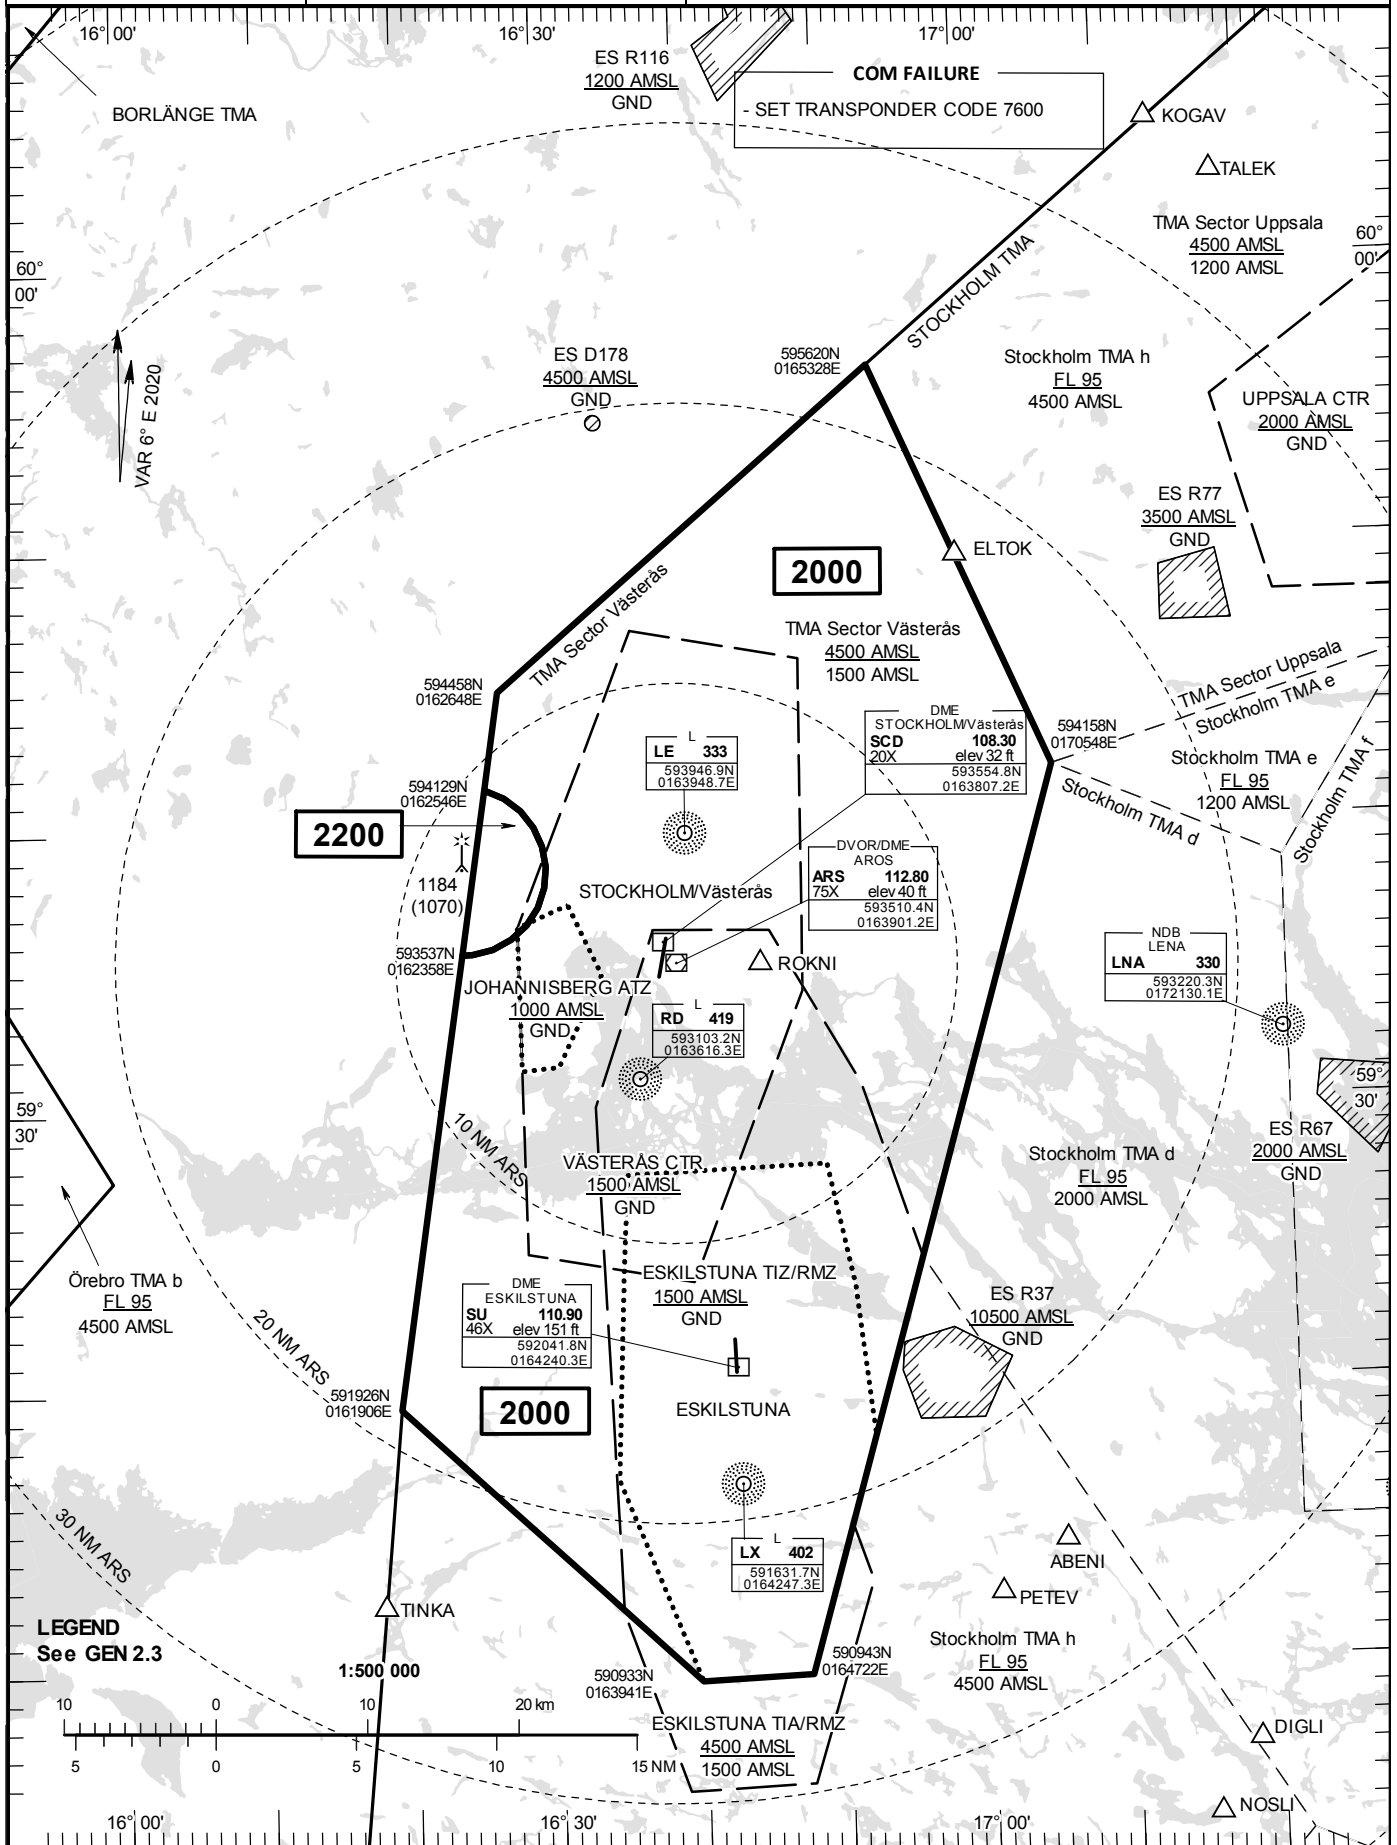 16° 00'
16° 30'
17° 00'
ES R116
1200 AMSL
GND
COM FAILURE
- SET TRANSPONDER CODE 7600
BORLÄNGE TMA
KOGAV
TALEK
TMA Sector Uppsala
4500 AMSL
1200 AMSL
60°
00'
60°
00'
STOCKHOLM TMA
VAR 6° E 2020
ES D178
4500 AMSL
GND
595620N
0165328E
Stockholm TMA h
FL 95
4500 AMSL
UPPSALA CTR
2000 AMSL
GND
ES R77
3500 AMSL
GND
ELTOK
2000
TMA Sector Västerås
TMA Sector Västerås
4500 AMSL
1500 AMSL
594458N
0162648E
TMA Sector Uppsala
Stockholm TMA e
594158N
0170548E
DME
STOCKHOLM/Västerås
SCD 108.30
20X elev 32 ft
593554.8N
0163807.2E
L
LE 333
593946.9N
0163948.7E
Stockholm TMA e
FL 95
1200 AMSL
Stockholm TMA f
Stockholm TMA d
594129N
0162546E
2200
1184
(1070)
DVOR/DME
AROS
ARS 112.80
75X elev 40 ft
593510.4N
0163901.2E
STOCKHOLM/Västerås
593537N
0162358E
ROKNI
NDB
LENA
LNA 330
593220.3N
0172130.1E
JOHANNISBERG ATZ
1000 AMSL
GND
L
RD 419
593103.2N
0163616.3E
59°
30'
59°
30'
10 NM ARS
ES R67
2000 AMSL
GND
VÄSTERÅS CTR
1500 AMSL
GND
Stockholm TMA d
FL 95
2000 AMSL
Örebro TMA b
FL 95
4500 AMSL
ESKILSTUNA TIZ/RMZ
1500 AMSL
GND
DME
ESKILSTUNA
SU 110.90
46X elev 151 ft
592041.8N
0164240.3E
ES R37
10500 AMSL
GND
20 NM ARS
591926N
0161906E
2000
ESKILSTUNA
30 NM ARS
L
LX 402
591631.7N
0164247.3E
ABENI
PETEV
TINKA
LEGEND
See GEN 2.3
Stockholm TMA h
FL 95
4500 AMSL
590943N
0164722E
590933N
0163941E
1:500 000
10 0 10 20 km
5 0 5 10 15 NM
ESKILSTUNA TIA/RMZ
4500 AMSL
1500 AMSL
DIGLI
NOSLI
16° 00'
16° 30'
17° 00'